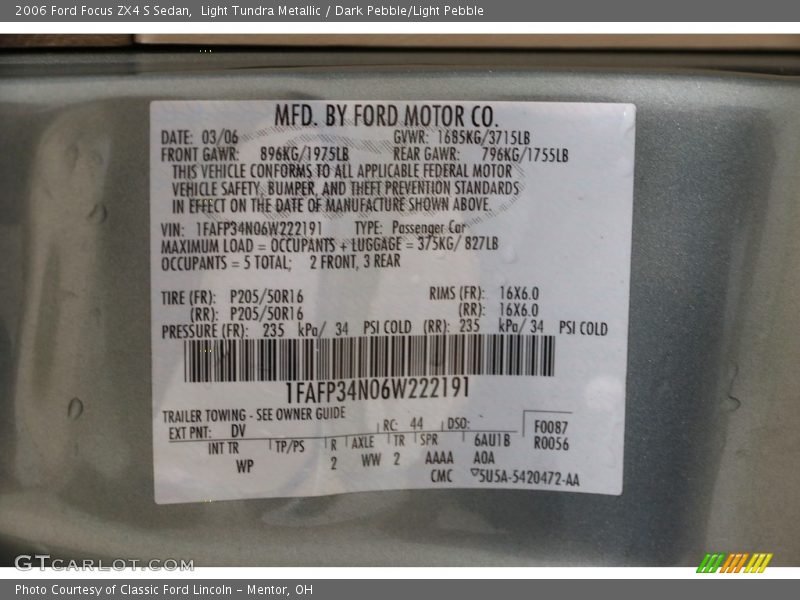 2006 Ford Focus ZX4 S Sedan,  Light Tundra Metallic / Dark Pebble/Light Pebble
MFD. BY FORD MOTOR CO.
DATE: 03/06 GVWR: 1685KG/3715LB
FRONT GAWR: 896KG/1975LB REAR GAWR: 796KG/1755LB
THIS VEHICLE CONFORMS TO ALL APPLICABLE FEDERAL MOTOR
VEHICLE SAFETY, BUMPER, AND THEFT PREVENTION STANDARDS
IN EFFECT ON THE DATE OF MANUFACTURE SHOWN ABOVE.
VIN: 1FAFP34N06W222191 TYPE: Passenger Car
MAXIMUM LOAD = OCCUPANTS + LUGGAGE = 375KG/ 827LB
OCCUPANTS = 5 TOTAL; 2 FRONT, 3 REAR
TIRE (FR): P205/50R16 RIMS (FR): 16X6.0
(RR): P205/50R16 (RR): 16X6.0
PRESSURE (FR): 235 kPa/ 34 PSI COLD (RR): 235 kPa/ 34 PSI COLD
1FAFP34N06W222191
TRAILER TOWING - SEE OWNER GUIDE
EXT PNT: DV RC: 44 DSO: F0087
INT TR TP/PS R AXLE TR SPR 6AU1B R0056
WP 2 WW 2 AAAA A0A
CMC 5U5A-5420472-AA
GTCARLOT.COM
Photo Courtesy of Classic Ford Lincoln - Mentor, OH